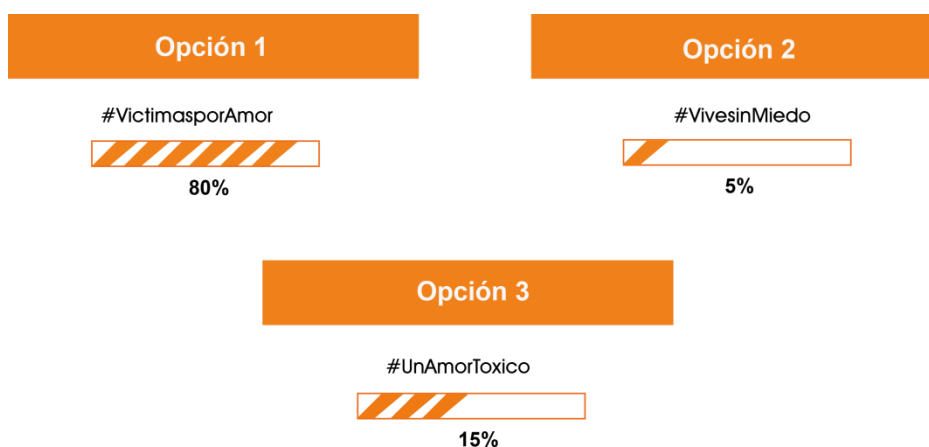 Opción 1
#VictimasporAmor
80%
Opción 2
#VivesinMiedo
5%
Opción 3
#UnAmorToxico
15%